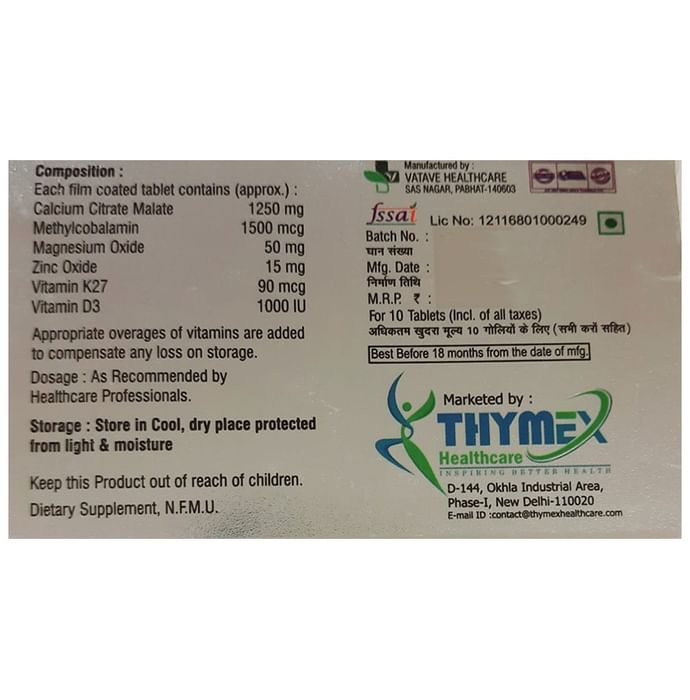 Composition :
Each film coated tablet contains (approx.) :
Calcium Citrate Malate 1250 mg
Methylcobalamin 1500 mcg
Magnesium Oxide 50 mg
Zinc Oxide 15 mg
Vitamin K27 90 mcg
Vitamin D3 1000 IU
Appropriate overages of vitamins are added
to compensate any loss on storage.
Dosage : As Recommended by
Healthcare Professionals.
Storage : Store in Cool, dry place protected
from light & moisture
Keep this Product out of reach of children.
Dietary Supplement, N.F.M.U.
Manufactured by :
VATAVE HEALTHCARE
SAS NAGAR, PABHAT-140603
fssai Lic No: 12116801000249
Batch No. :
घान संख्या
Mfg. Date :
निर्माण तिथि
M.R.P. ₹ :
For 10 Tablets (Incl. of all taxes)
अधिकतम खुदरा मूल्य 10 गोलियों के लिए (सभी करों सहित)
Best Before 18 months from the date of mfg.
Marketed by :
THYMEX
Healthcare
INSPIRING BETTER HEALTH
D-144, Okhla Industrial Area,
Phase-I, New Delhi-110020
E-mail ID :contact@thymexhealthcare.com